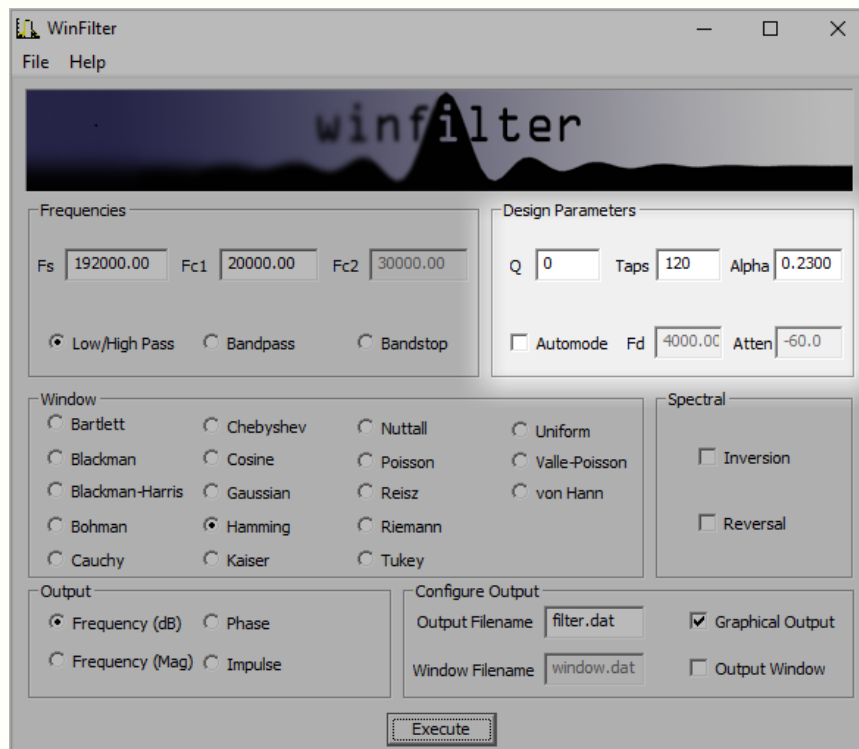 WinFilter
File Help
winfilter
Frequencies
Fs 192000.00 Fc1 20000.00 Fc2 30000.00
Low/High Pass Bandpass Bandstop
Design Parameters
Q 0 Taps 120 Alpha 0.2300
Automode Fd 4000.00 Atten -60.0
Window
Bartlett Chebyshev Nuttall Uniform
Blackman Cosine Poisson Valle-Poisson
Blackman-Harris Gaussian Reisz von Hann
Bohman Hamming Riemann
Cauchy Kaiser Tukey
Spectral
Inversion
Reversal
Output
Frequency (dB) Phase
Frequency (Mag) Impulse
Configure Output
Output Filename filter.dat Graphical Output
Window Filename window.dat Output Window
Execute